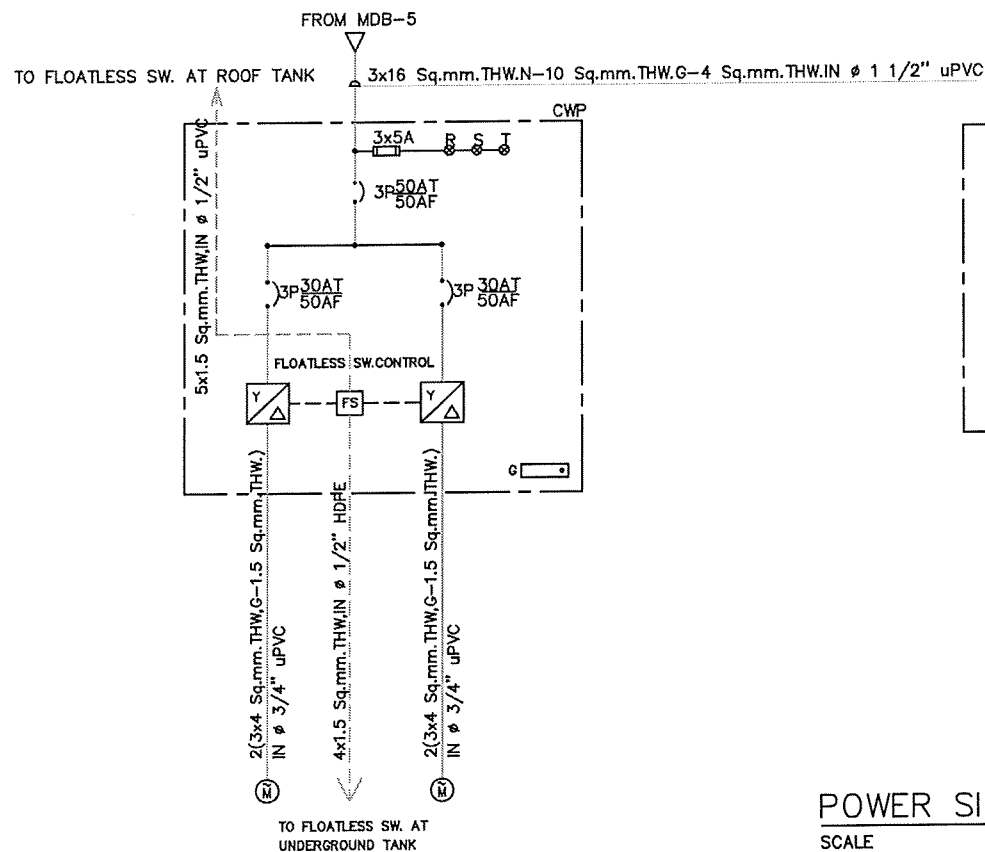 FROM MDB-5
TO FLOATLESS SW. AT ROOF TANK
3x16 Sq.mm.THW.N-10 Sq.mm.THW.G-4 Sq.mm.THW.IN ø 1 1/2" uPVC
CWP
3x5A
R S T
3P 50AT
50AF
5x1.5 Sq.mm.THW,IN ø 1/2" uPVC
3P 30AT
50AF
3P 30AT
50AF
FLOATLESS SW.CONTROL
Y
FS
Y
G
2(3x4 Sq.mm.THW,G-1.5 Sq.mm.THW.)
IN ø 3/4" uPVC
4x1.5 Sq.mm.THW,IN ø 1/2" HDPE
2(3x4 Sq.mm.THW,G-1.5 Sq.mm.THW.)
IN ø 3/4" uPVC
M
M
TO FLOATLESS SW. AT
UNDERGROUND TANK
POWER SI
SCALE